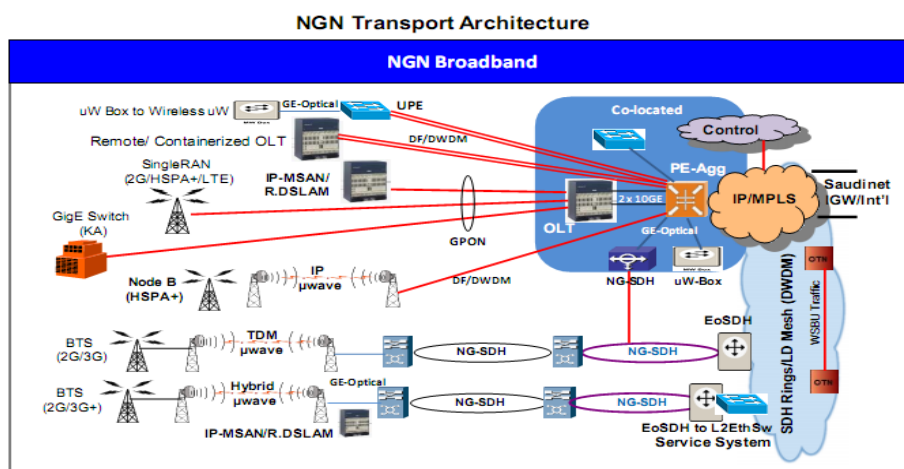 NGN Transport Architecture
NGN Broadband
uW Box to Wireless uW
MW Box
GE-Optical
UPE
Co-located
Control
Remote/ Containerized OLT
DF/DWDM
PE-Agg
SingleRAN
(2G/HSPA+/LTE)
IP-MSAN/
R.DSLAM
2 x 10GE
IP/MPLS
Saudinet
IGW/Int'l
GigE Switch
(KA)
GPON
OLT
GE-Optical
Node B
(HSPA+)
IP
µwave
DF/DWDM
NG-SDH
MW Box
uW-Box
OTN
BTS
(2G/3G)
TDM
µwave
NG-SDH
NG-SDH
EoSDH
SDH Rings/LD Mesh (DWDM)
WSBU Traffic
OTN
BTS
(2G/3G+)
Hybrid
µwave
GE-Optical
NG-SDH
NG-SDH
IP-MSAN/R.DSLAM
EoSDH to L2EthSw
Service System